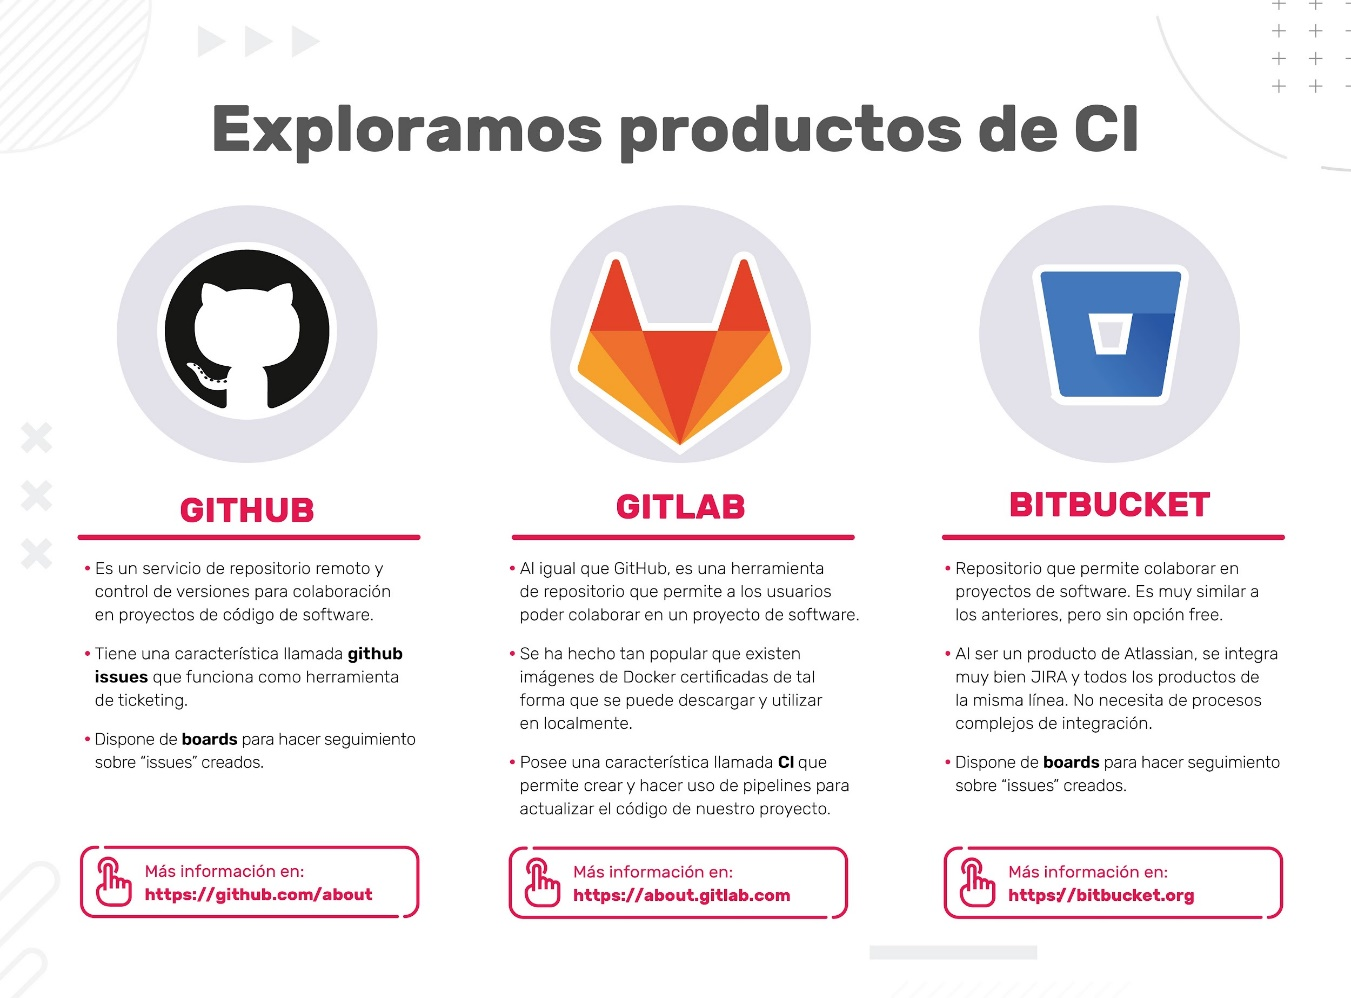 Exploramos productos de CI
GITHUB
• Es un servicio de repositorio remoto y
control de versiones para colaboración
en proyectos de código de software.
• Tiene una característica llamada github
issues que funciona como herramienta
de ticketing.
• Dispone de boards para hacer seguimiento
sobre “issues” creados.
Más información en:
https://github.com/about
GITLAB
• Al igual que GitHub, es una herramienta
de repositorio que permite a los usuarios
poder colaborar en un proyecto de software.
• Se ha hecho tan popular que existen
imágenes de Docker certificadas de tal
forma que se puede descargar y utilizar
en localmente.
• Posee una característica llamada CI que
permite crear y hacer uso de pipelines para
actualizar el código de nuestro proyecto.
Más información en:
https://about.gitlab.com
BITBUCKET
• Repositorio que permite colaborar en
proyectos de software. Es muy similar a
los anteriores, pero sin opción free.
• Al ser un producto de Atlassian, se integra
muy bien JIRA y todos los productos de
la misma línea. No necesita de procesos
complejos de integración.
• Dispone de boards para hacer seguimiento
sobre “issues” creados.
Más información en:
https://bitbucket.org